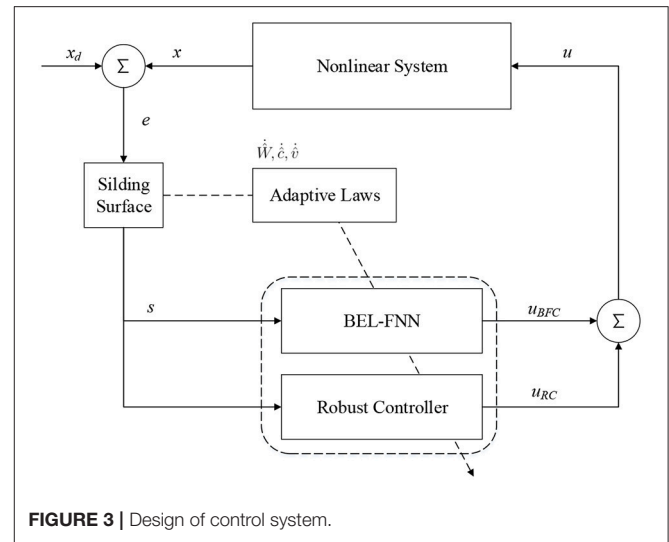 x_d
Σ
x
Nonlinear System
u
e
Silding
Surface
Ŵ̇, ĉ̇, v̂̇
Adaptive Laws
s
BEL-FNN
u_BFC
Σ
Robust Controller
u_RC
FIGURE 3 | Design of control system.